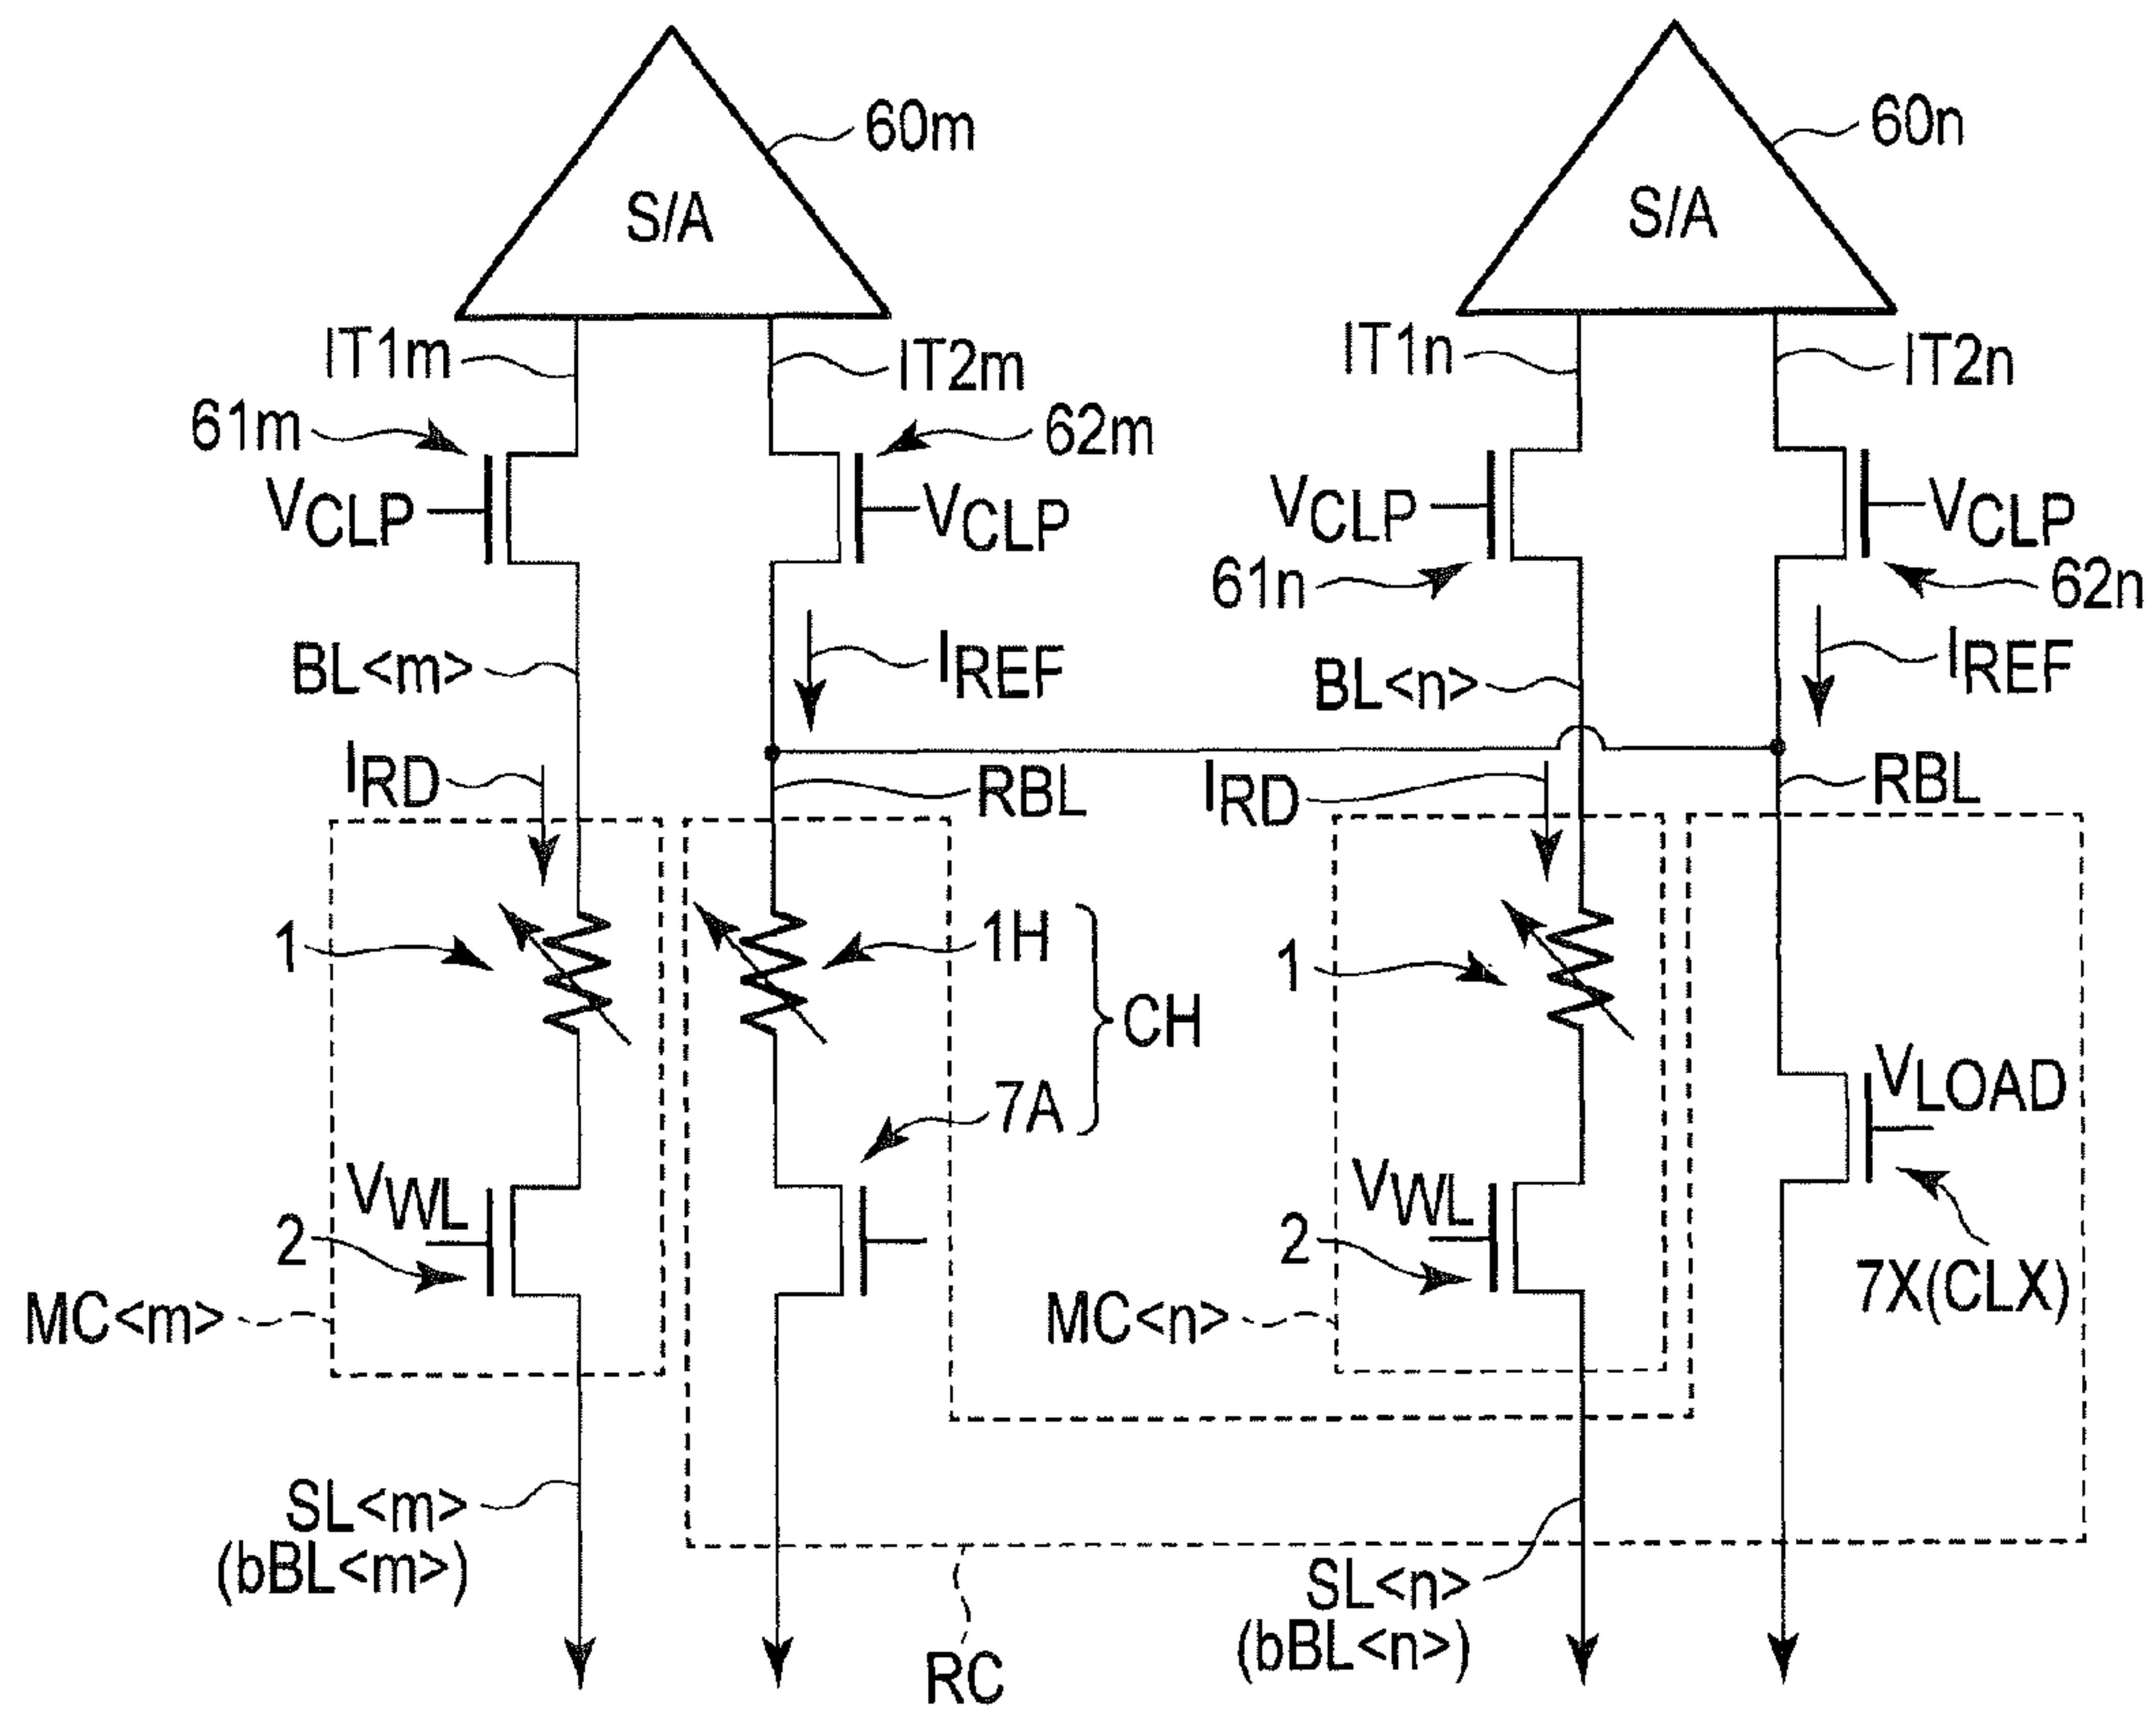 60m
60n
S/A
S/A
IT1m
IT2m
IT1n
IT2n
61m
62m
VCLP
VCLP
VCLP
VCLP
61n
62n
BL<m>
IREF
BL<n>
IREF
IRD
RBL
IRD
RBL
1
1H
CH
1
7A
VLOAD
VWL
2
VWL
2
7X(CLX)
MC<m>
MC<n>
SL<m>
(bBL<m>)
SL<n>
(bBL<n>)
RC